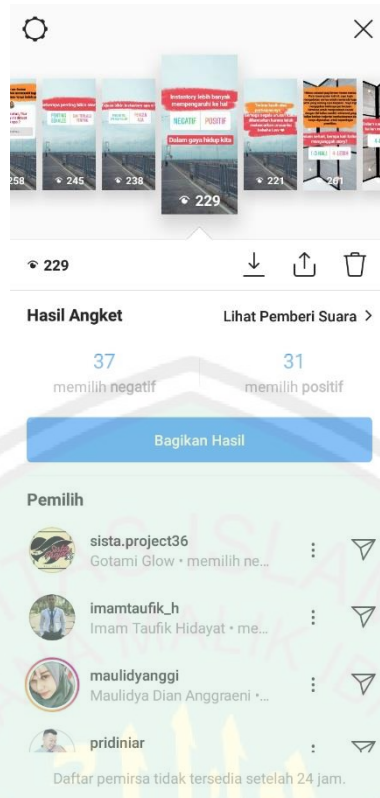 258
245
238
Instastory lebih banyak
mempengaruhi ke hal
NEGATIF POSITIF
Dalam gaya hidup kita
229
221
261
229
Hasil Angket
Lihat Pemberi Suara >
37
memilih negatif
31
memilih positif
Bagikan Hasil
Pemilih
sista.project36
Gotami Glow • memilih ne...
imamtaufik_h
Imam Taufik Hidayat • me...
maulidyanggi
Maulidya Dian Anggraeni •...
pridiniar
Daftar pemirsa tidak tersedia setelah 24 jam.